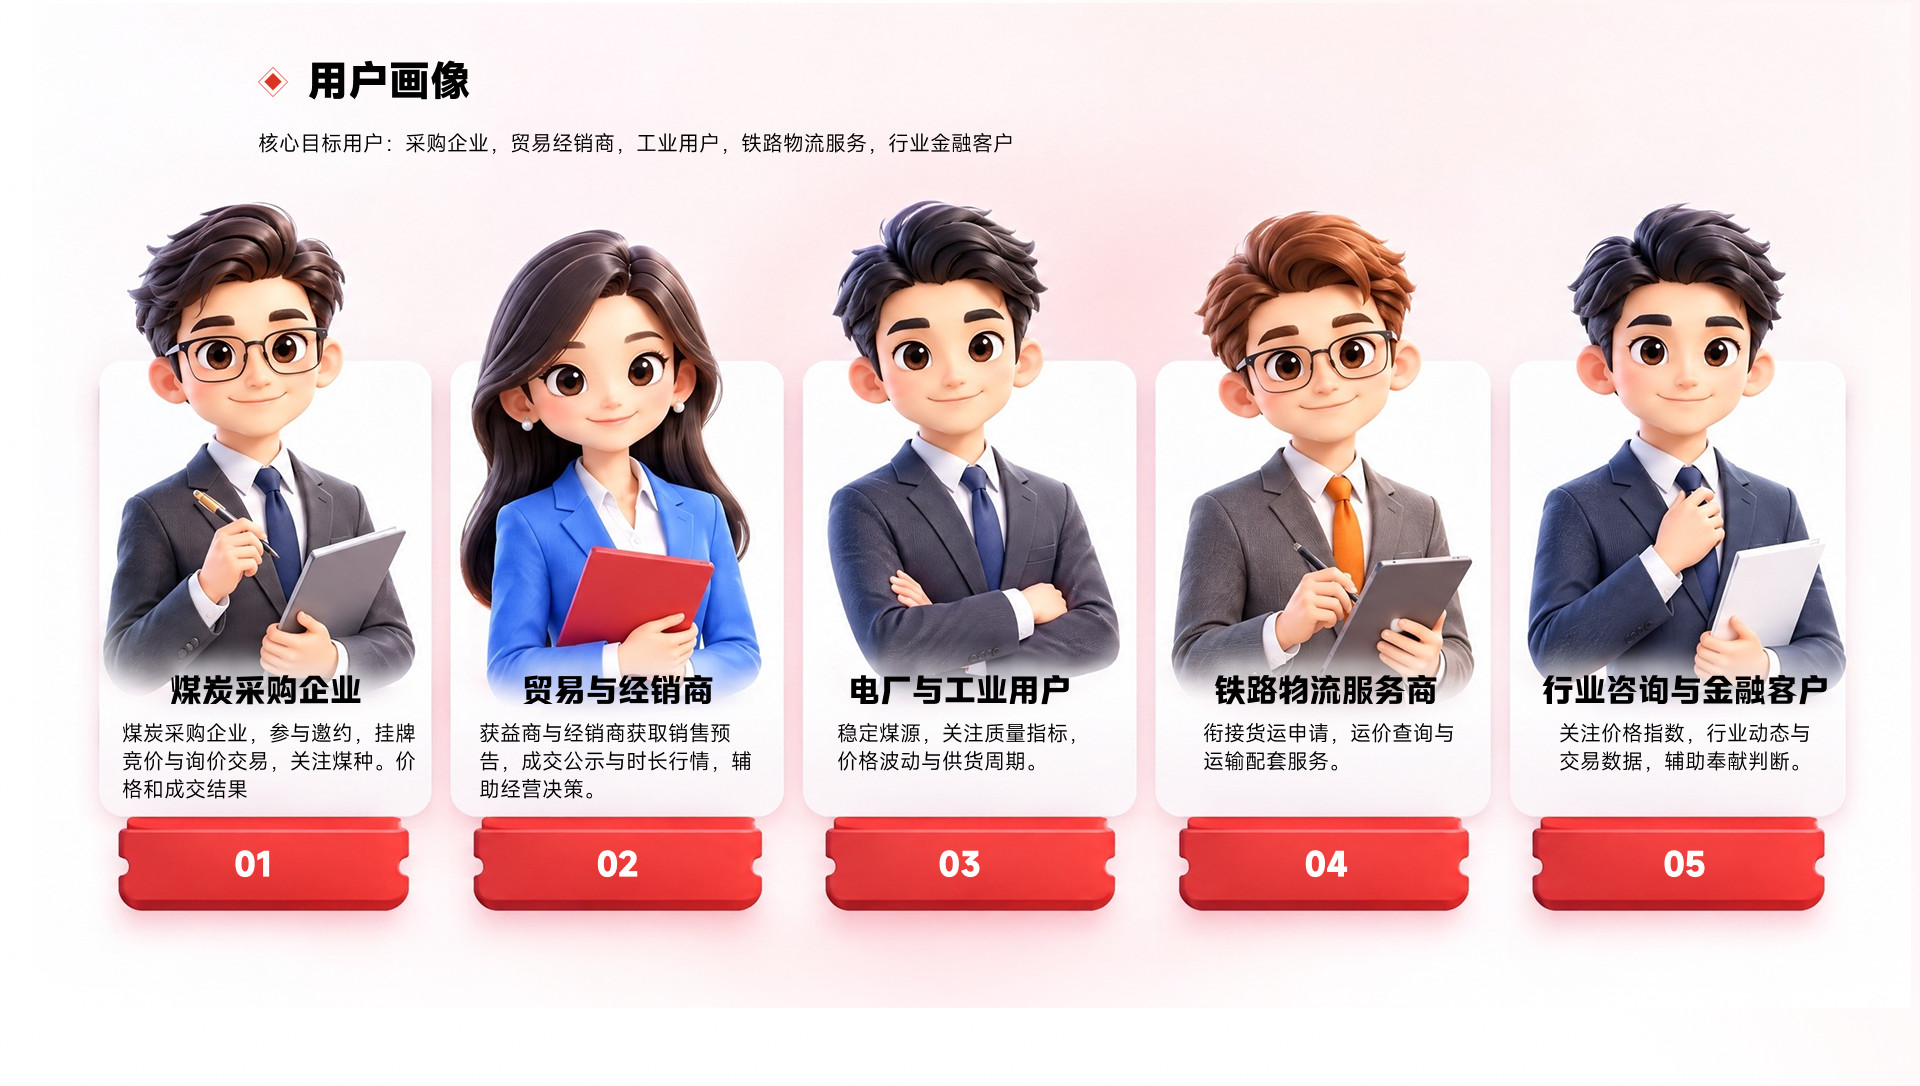 用户画像
核心目标用户：采购企业，贸易经销商，工业用户，铁路物流服务，行业金融客户
煤炭采购企业
煤炭采购企业，参与邀约，挂牌
竞价与询价交易，关注煤种。价
格和成交结果
01
贸易与经销商
获益商与经销商获取销售预
告，成交公示与时长行情，辅
助经营决策。
02
电厂与工业用户
稳定煤源，关注质量指标，
价格波动与供货周期。
03
铁路物流服务商
衔接货运申请，运价查询与
运输配套服务。
04
行业咨询与金融客户
关注价格指数，行业动态与
交易数据，辅助奉献判断。
05